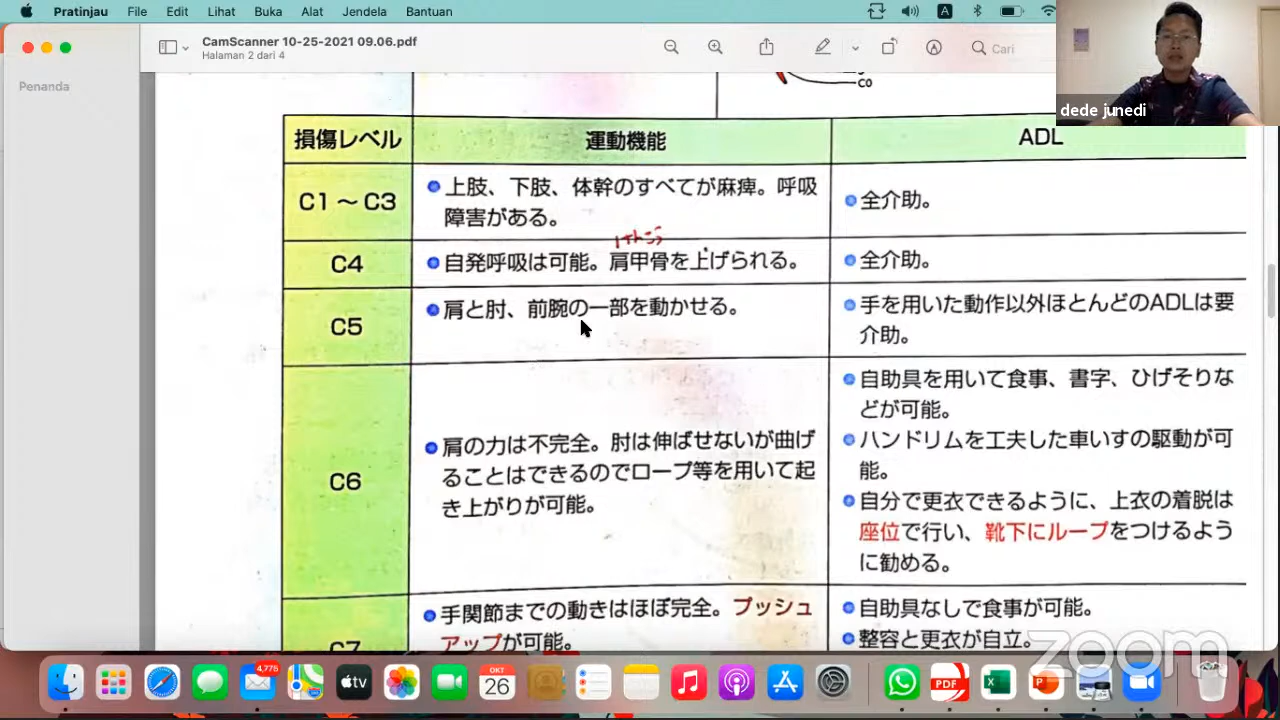 Pratinjau File Edit Lihat Buka Alat Jendela Bantuan
CamScanner 10-25-2021 09.06.pdf
Halaman 2 dari 4
Cari
Penanda
dede junedi
co
損傷レベル 運動機能 ADL
C1～C3
上肢、下肢、体幹のすべてが麻痺。呼吸
障害がある。
全介助。
C4
自発呼吸は可能。肩甲骨を上げられる。
全介助。
C5
肩と肘、前腕の一部を動かせる。
手を用いた動作以外ほとんどのADLは要
介助。
C6
肩の力は不完全。肘は伸ばせないが曲げ
ることはできるのでロープ等を用いて起
き上がりが可能。
自助具を用いて食事、書字、ひげそりな
どが可能。
ハンドリムを工夫した車いすの駆動が可
能。
自分で更衣できるように、上衣の着脱は
座位で行い、靴下にループをつけるよう
に勧める。
C7
手関節までの動きはほぼ完全。プッシュ
アップが可能。
自助具なしで食事が可能。
整容と更衣が自立。
zoom
4,778
tv
OKT
26
PDF